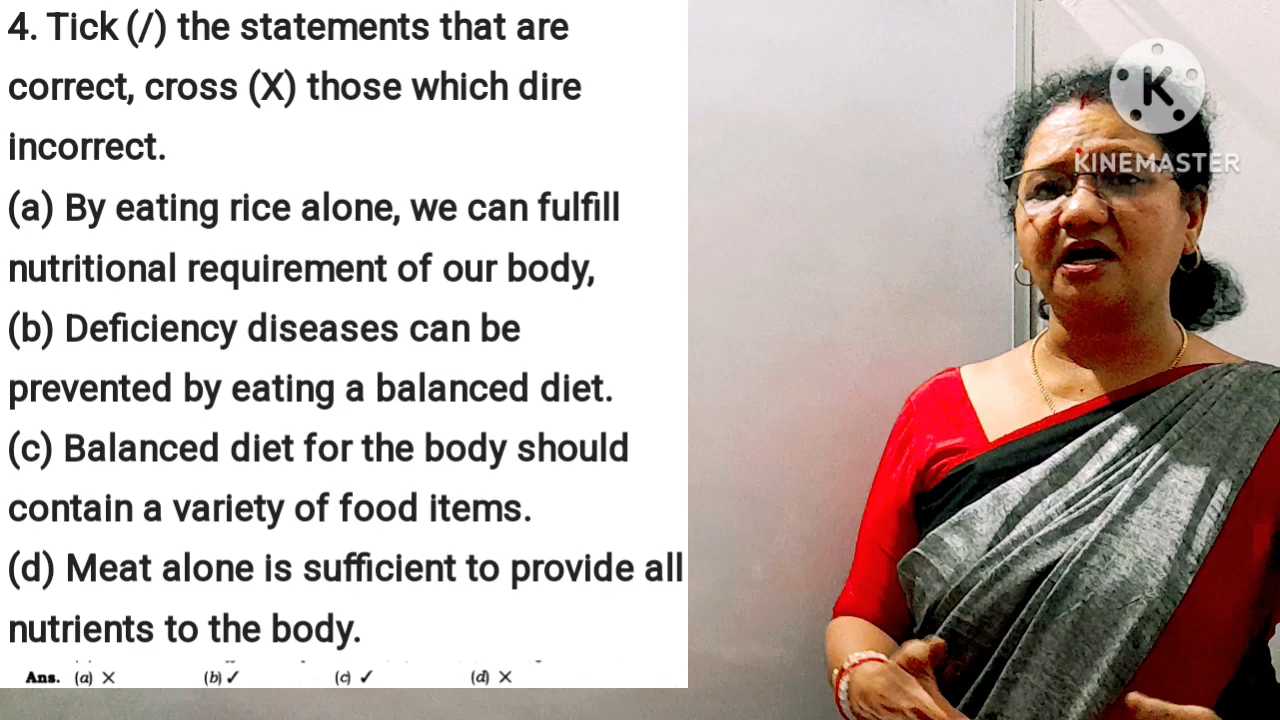 4. Tick (/) the statements that are
correct, cross (X) those which dire
incorrect.
(a) By eating rice alone, we can fulfill
nutritional requirement of our body,
(b) Deficiency diseases can be
prevented by eating a balanced diet.
(c) Balanced diet for the body should
contain a variety of food items.
(d) Meat alone is sufficient to provide all
nutrients to the body.
Ans. (a) ✗ (b) ✓ (c) ✓ (d) ✗
K
KINEMASTER